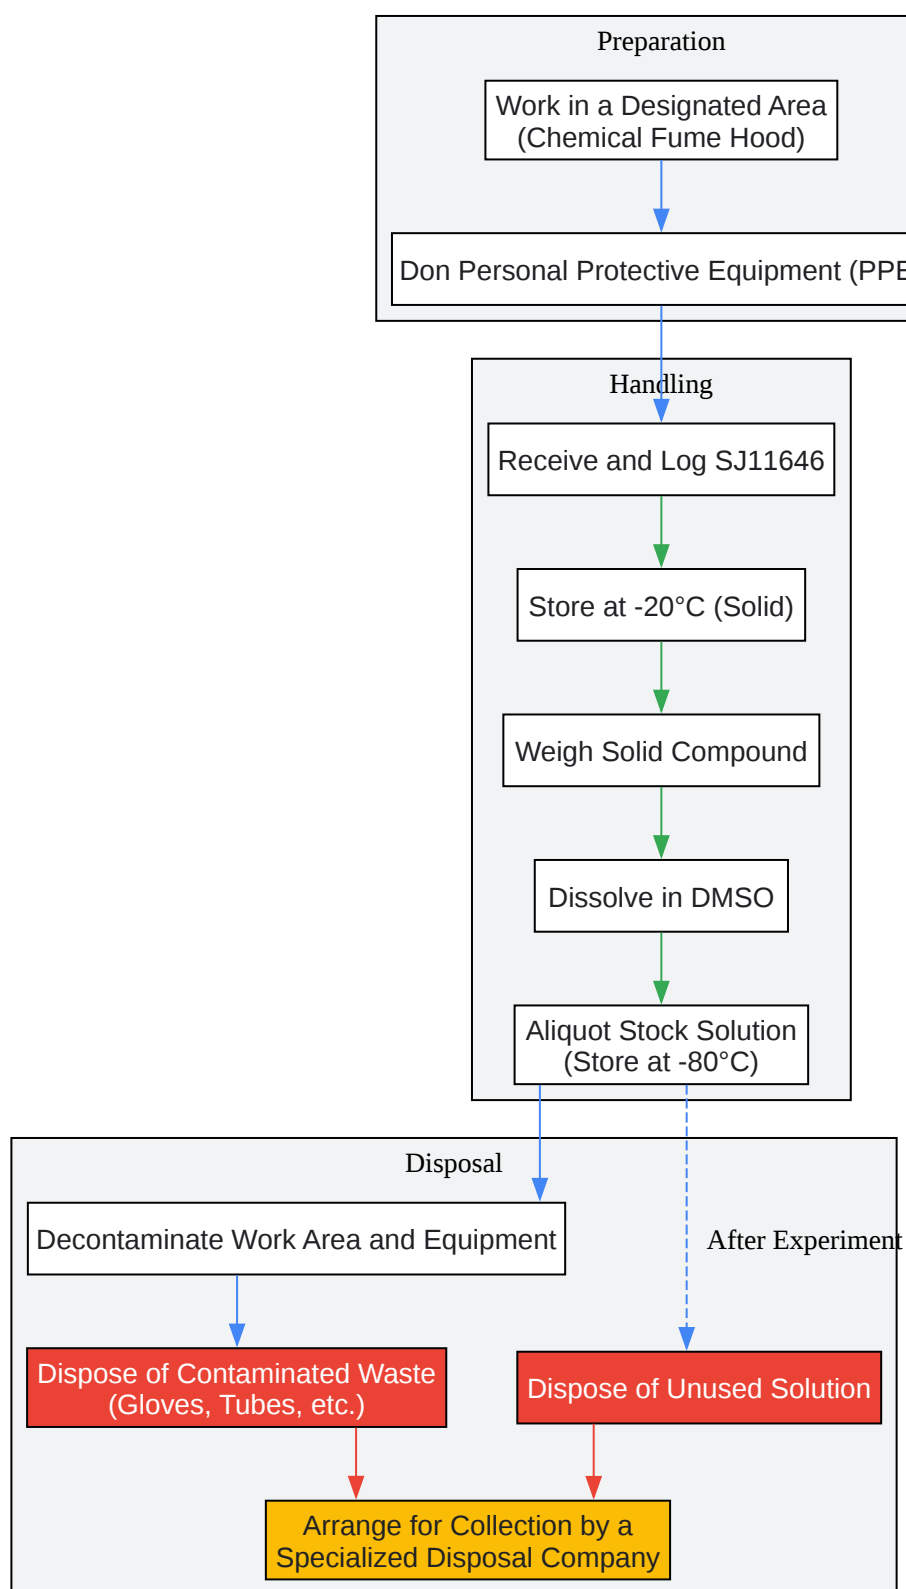 Preparation
Work in a Designated Area
(Chemical Fume Hood)
Don Personal Protective Equipment (PPE
Handling
Receive and Log SJ11646
Store at -20°C (Solid)
Weigh Solid Compound
Dissolve in DMSO
Aliquot Stock Solution
(Store at -80°C)
Disposal
Decontaminate Work Area and Equipment
After Experiment
Dispose of Contaminated Waste
(Gloves, Tubes, etc.)
Dispose of Unused Solution
Arrange for Collection by a
Specialized Disposal Company